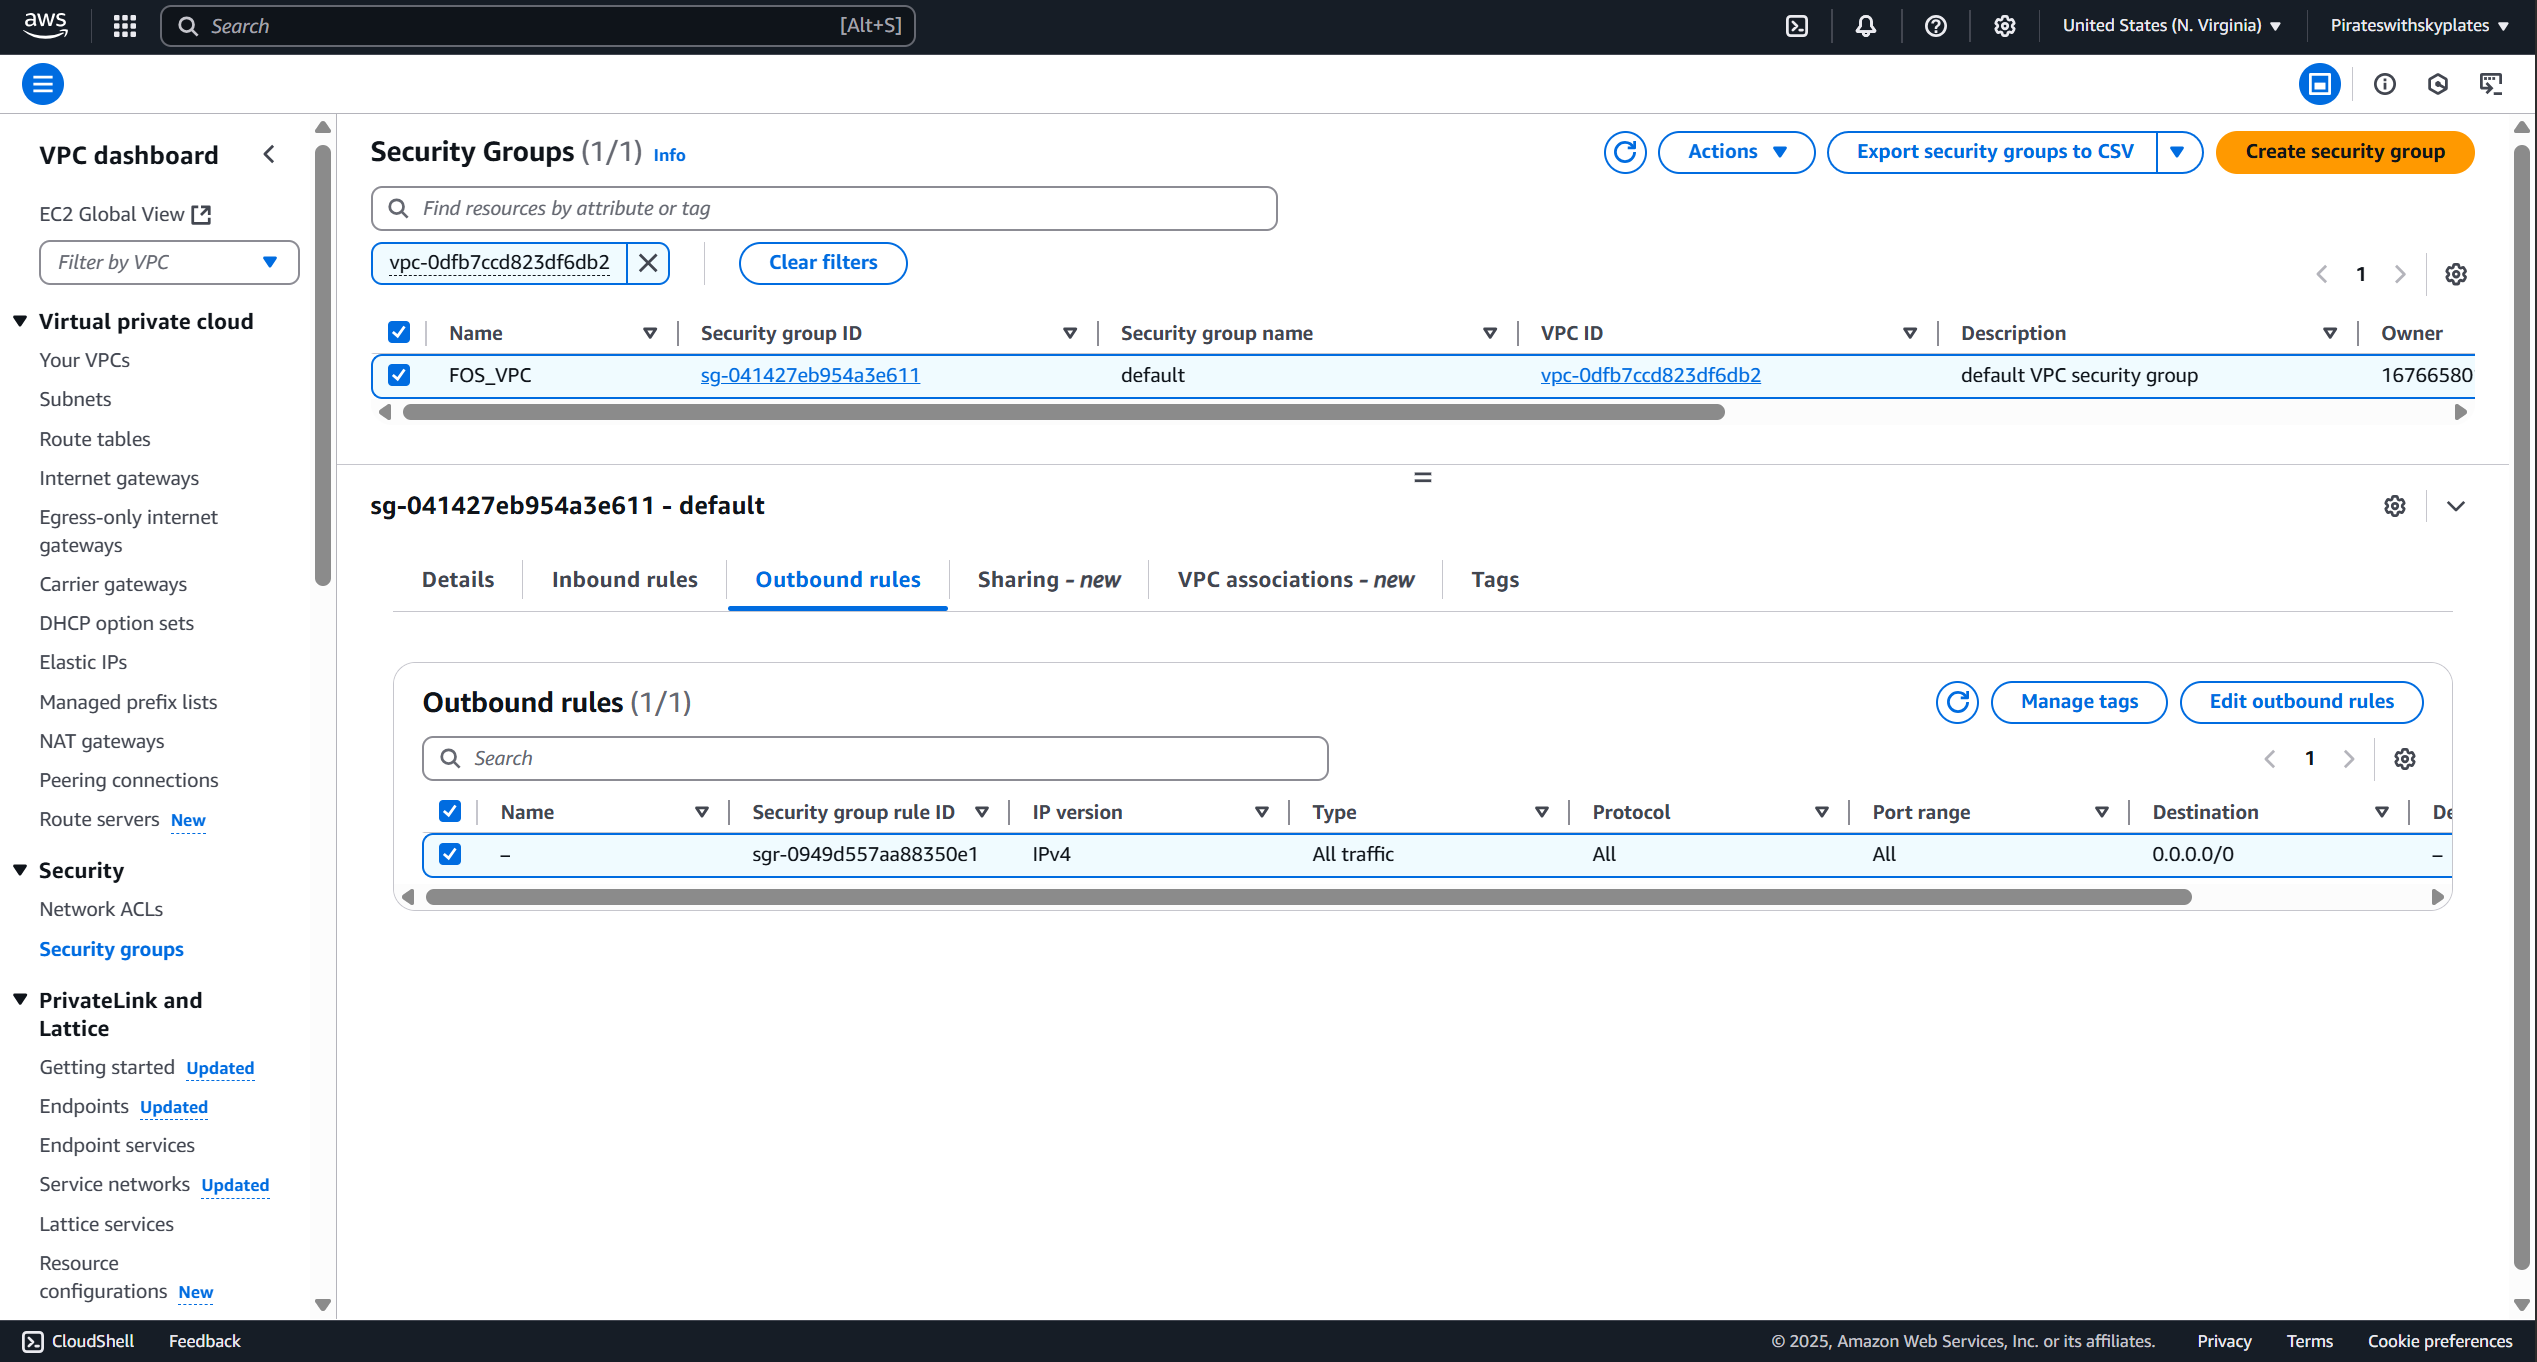 aws
Search [Alt+S]
United States (N. Virginia)
Pirateswithskyplates
VPC dashboard
EC2 Global View
Filter by VPC
Virtual private cloud
Your VPCs
Subnets
Route tables
Internet gateways
Egress-only internet
gateways
Carrier gateways
DHCP option sets
Elastic IPs
Managed prefix lists
NAT gateways
Peering connections
Route servers New
Security
Network ACLs
Security groups
PrivateLink and
Lattice
Getting started Updated
Endpoints Updated
Endpoint services
Service networks Updated
Lattice services
Resource
configurations New
Security Groups (1/1) Info
Actions
Export security groups to CSV
Create security group
Find resources by attribute or tag
vpc-0dfb7ccd823df6db2
Clear filters
1
Name Security group ID Security group name VPC ID Description Owner
FOS_VPC sg-041427eb954a3e611 default vpc-0dfb7ccd823df6db2 default VPC security group 16766580
sg-041427eb954a3e611 - default
Details Inbound rules Outbound rules Sharing - new VPC associations - new Tags
Outbound rules (1/1)
Manage tags
Edit outbound rules
Search
1
Name Security group rule ID IP version Type Protocol Port range Destination De
– sgr-0949d557aa88350e1 IPv4 All traffic All All 0.0.0.0/0 –
CloudShell Feedback
© 2025, Amazon Web Services, Inc. or its affiliates. Privacy Terms Cookie preferences